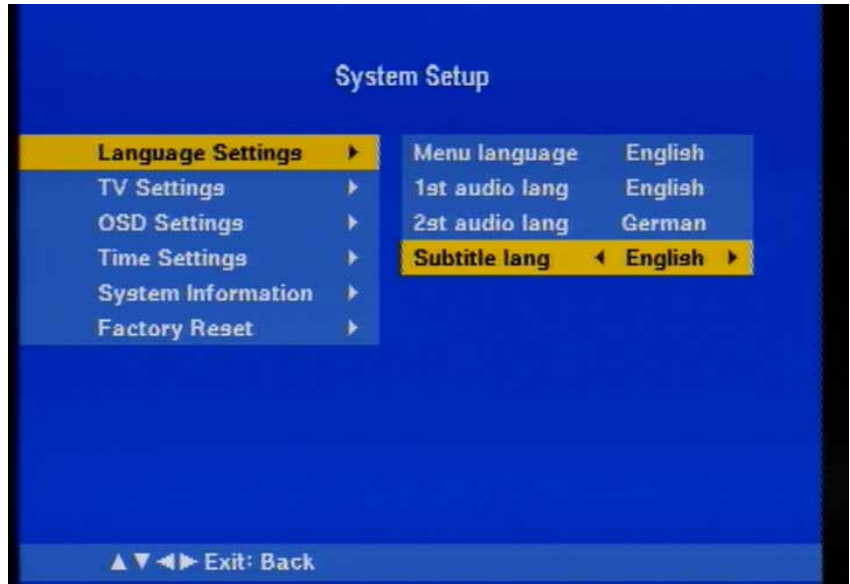 System Setup
Language Settings
TV Settings
OSD Settings
Time Settings
System Information
Factory Reset
Menu language English
1st audio lang English
2st audio lang German
Subtitle lang English
Exit: Back